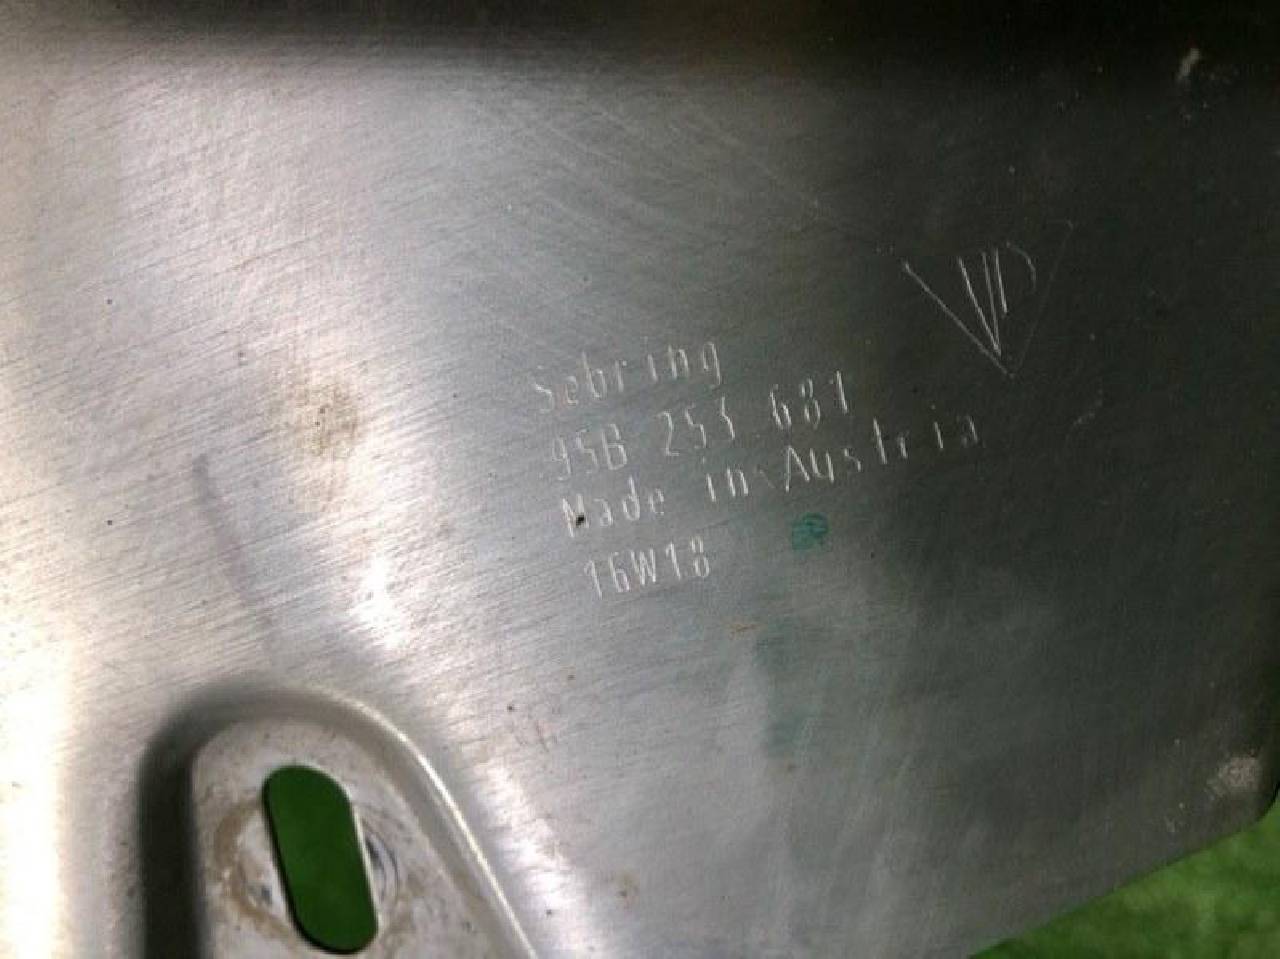 Sebring
95B 253 681
Made in Austria
16W18